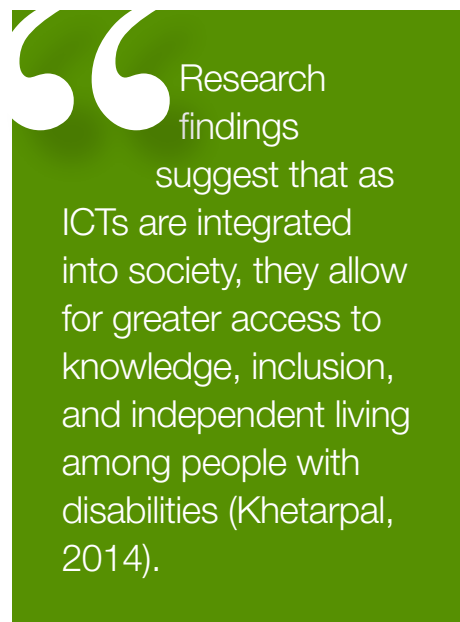 Research
findings
suggest that as
ICTs are integrated
into society, they allow
for greater access to
knowledge, inclusion,
and independent living
among people with
disabilities (Khetarpal,
2014).